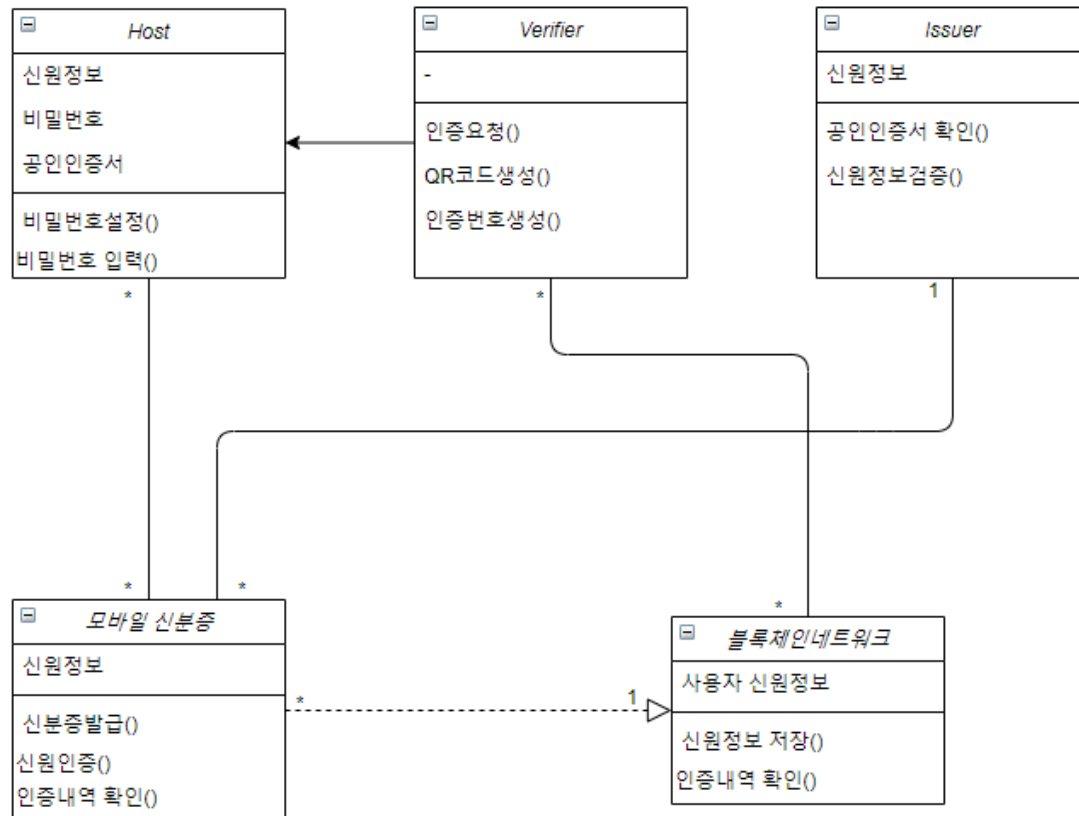 Host
신원정보
비밀번호
공인인증서
비밀번호설정()
비밀번호 입력()
*
Verifier
-
인증요청()
QR코드생성()
인증번호생성()
*
Issuer
신원정보
공인인증서 확인()
신원정보검증()
1
*
*
모바일 신분증
신원정보
신분증발급()
신원인증()
인증내역 확인()
*
1
*
블록체인네트워크
사용자 신원정보
신원정보 저장()
인증내역 확인()